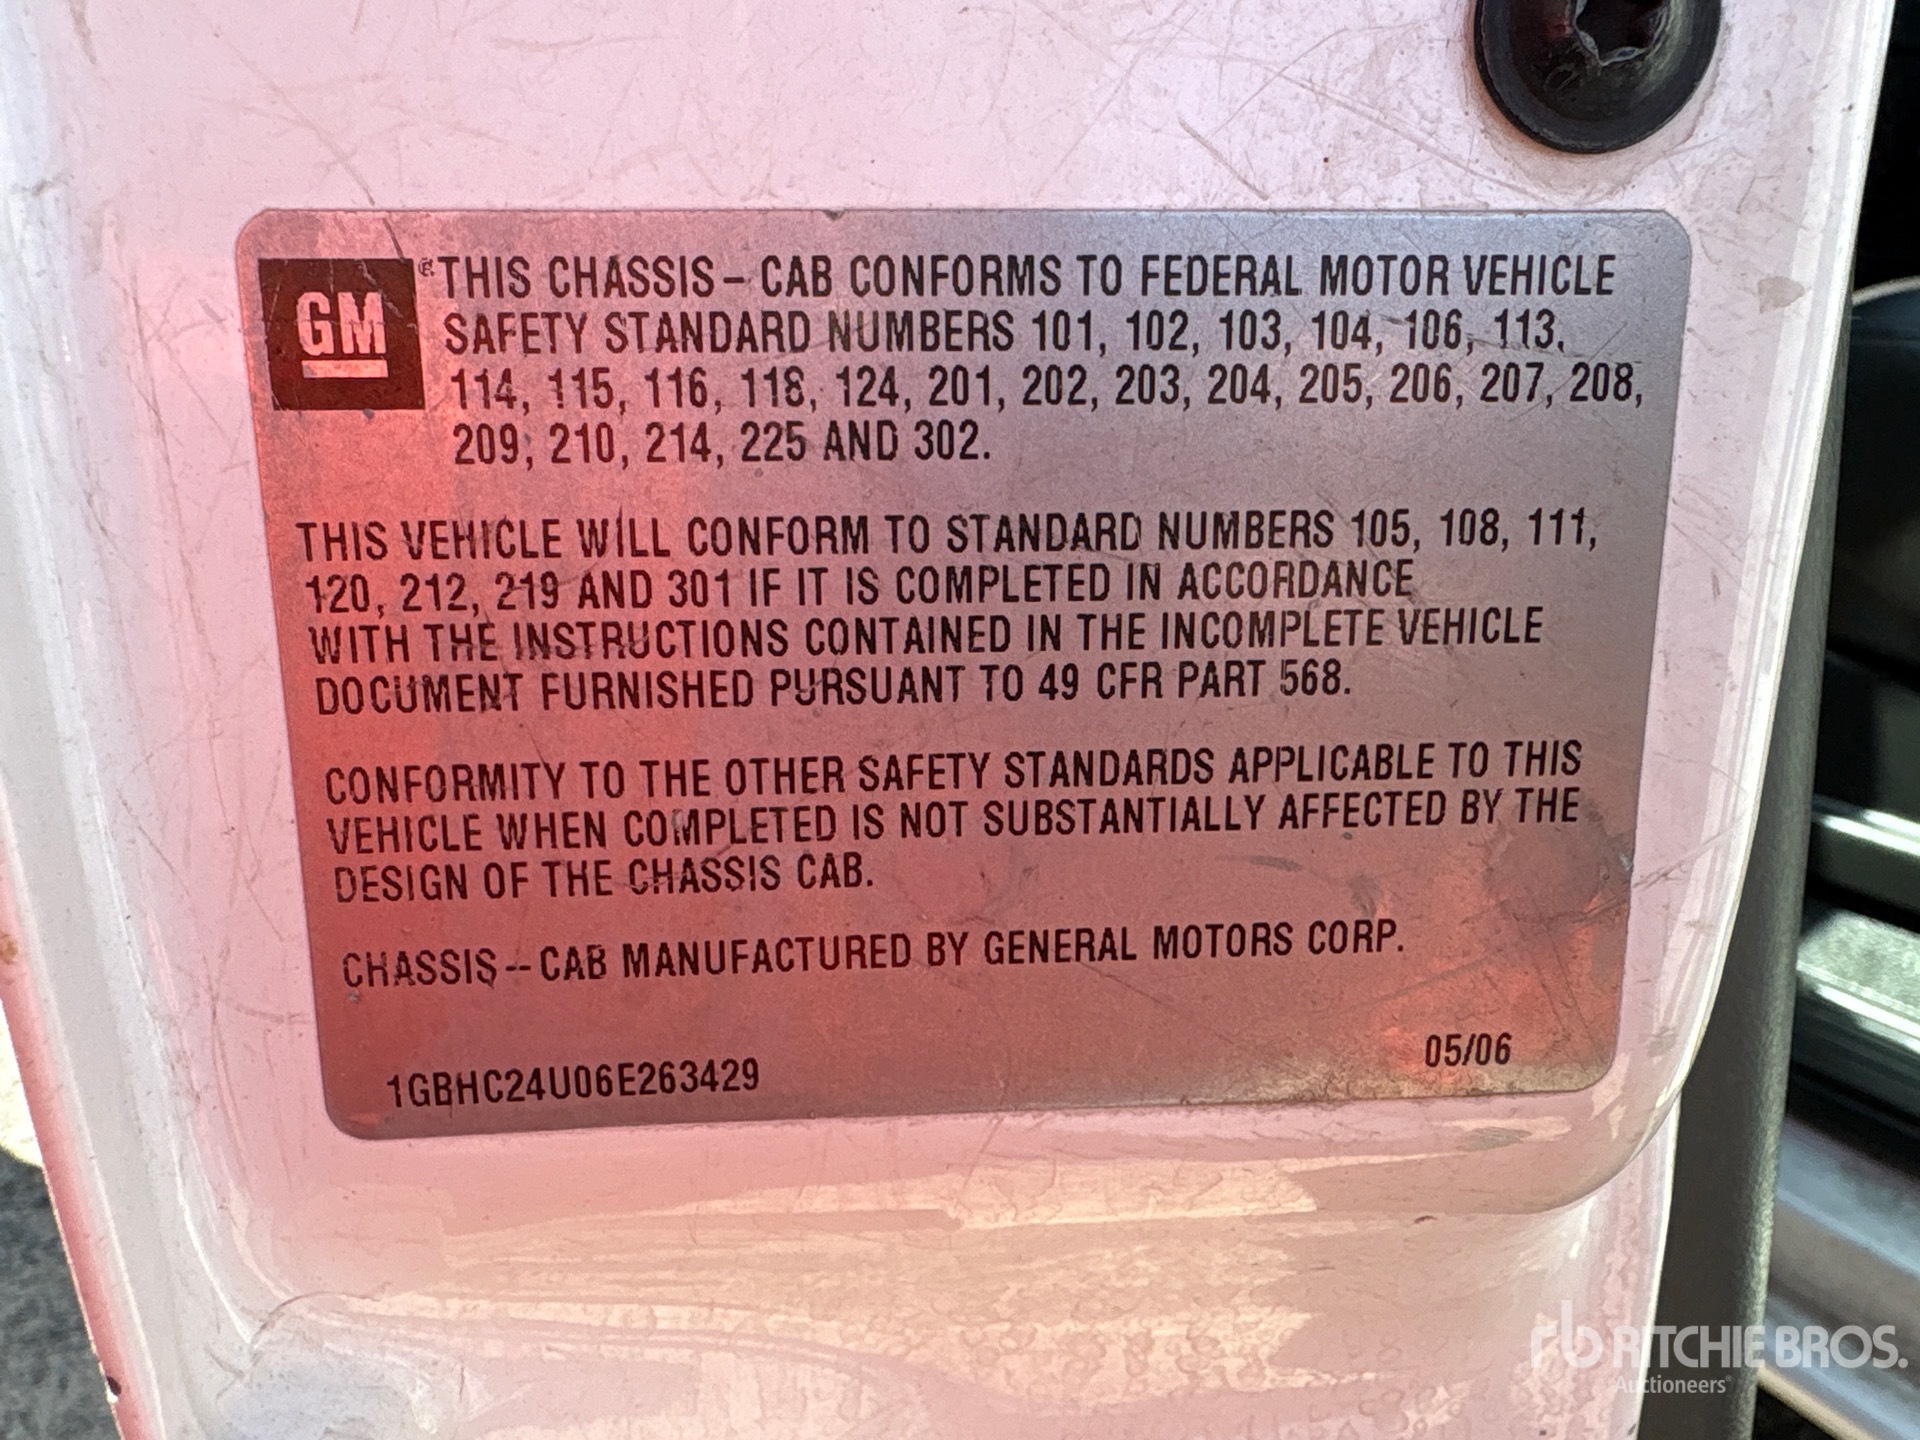 GM
® THIS CHASSIS – CAB CONFORMS TO FEDERAL MOTOR VEHICLE
SAFETY STANDARD NUMBERS 101, 102, 103, 104, 106, 113,
114, 115, 116, 118, 124, 201, 202, 203, 204, 205, 206, 207, 208,
209, 210, 214, 225 AND 302.
THIS VEHICLE WILL CONFORM TO STANDARD NUMBERS 105, 108, 111,
120, 212, 219 AND 301 IF IT IS COMPLETED IN ACCORDANCE
WITH THE INSTRUCTIONS CONTAINED IN THE INCOMPLETE VEHICLE
DOCUMENT FURNISHED PURSUANT TO 49 CFR PART 568.
CONFORMITY TO THE OTHER SAFETY STANDARDS APPLICABLE TO THIS
VEHICLE WHEN COMPLETED IS NOT SUBSTANTIALLY AFFECTED BY THE
DESIGN OF THE CHASSIS CAB.
CHASSIS -- CAB MANUFACTURED BY GENERAL MOTORS CORP.
05/06
1GBHC24U06E263429
rb RITCHIE BROS.
Auctioneers®